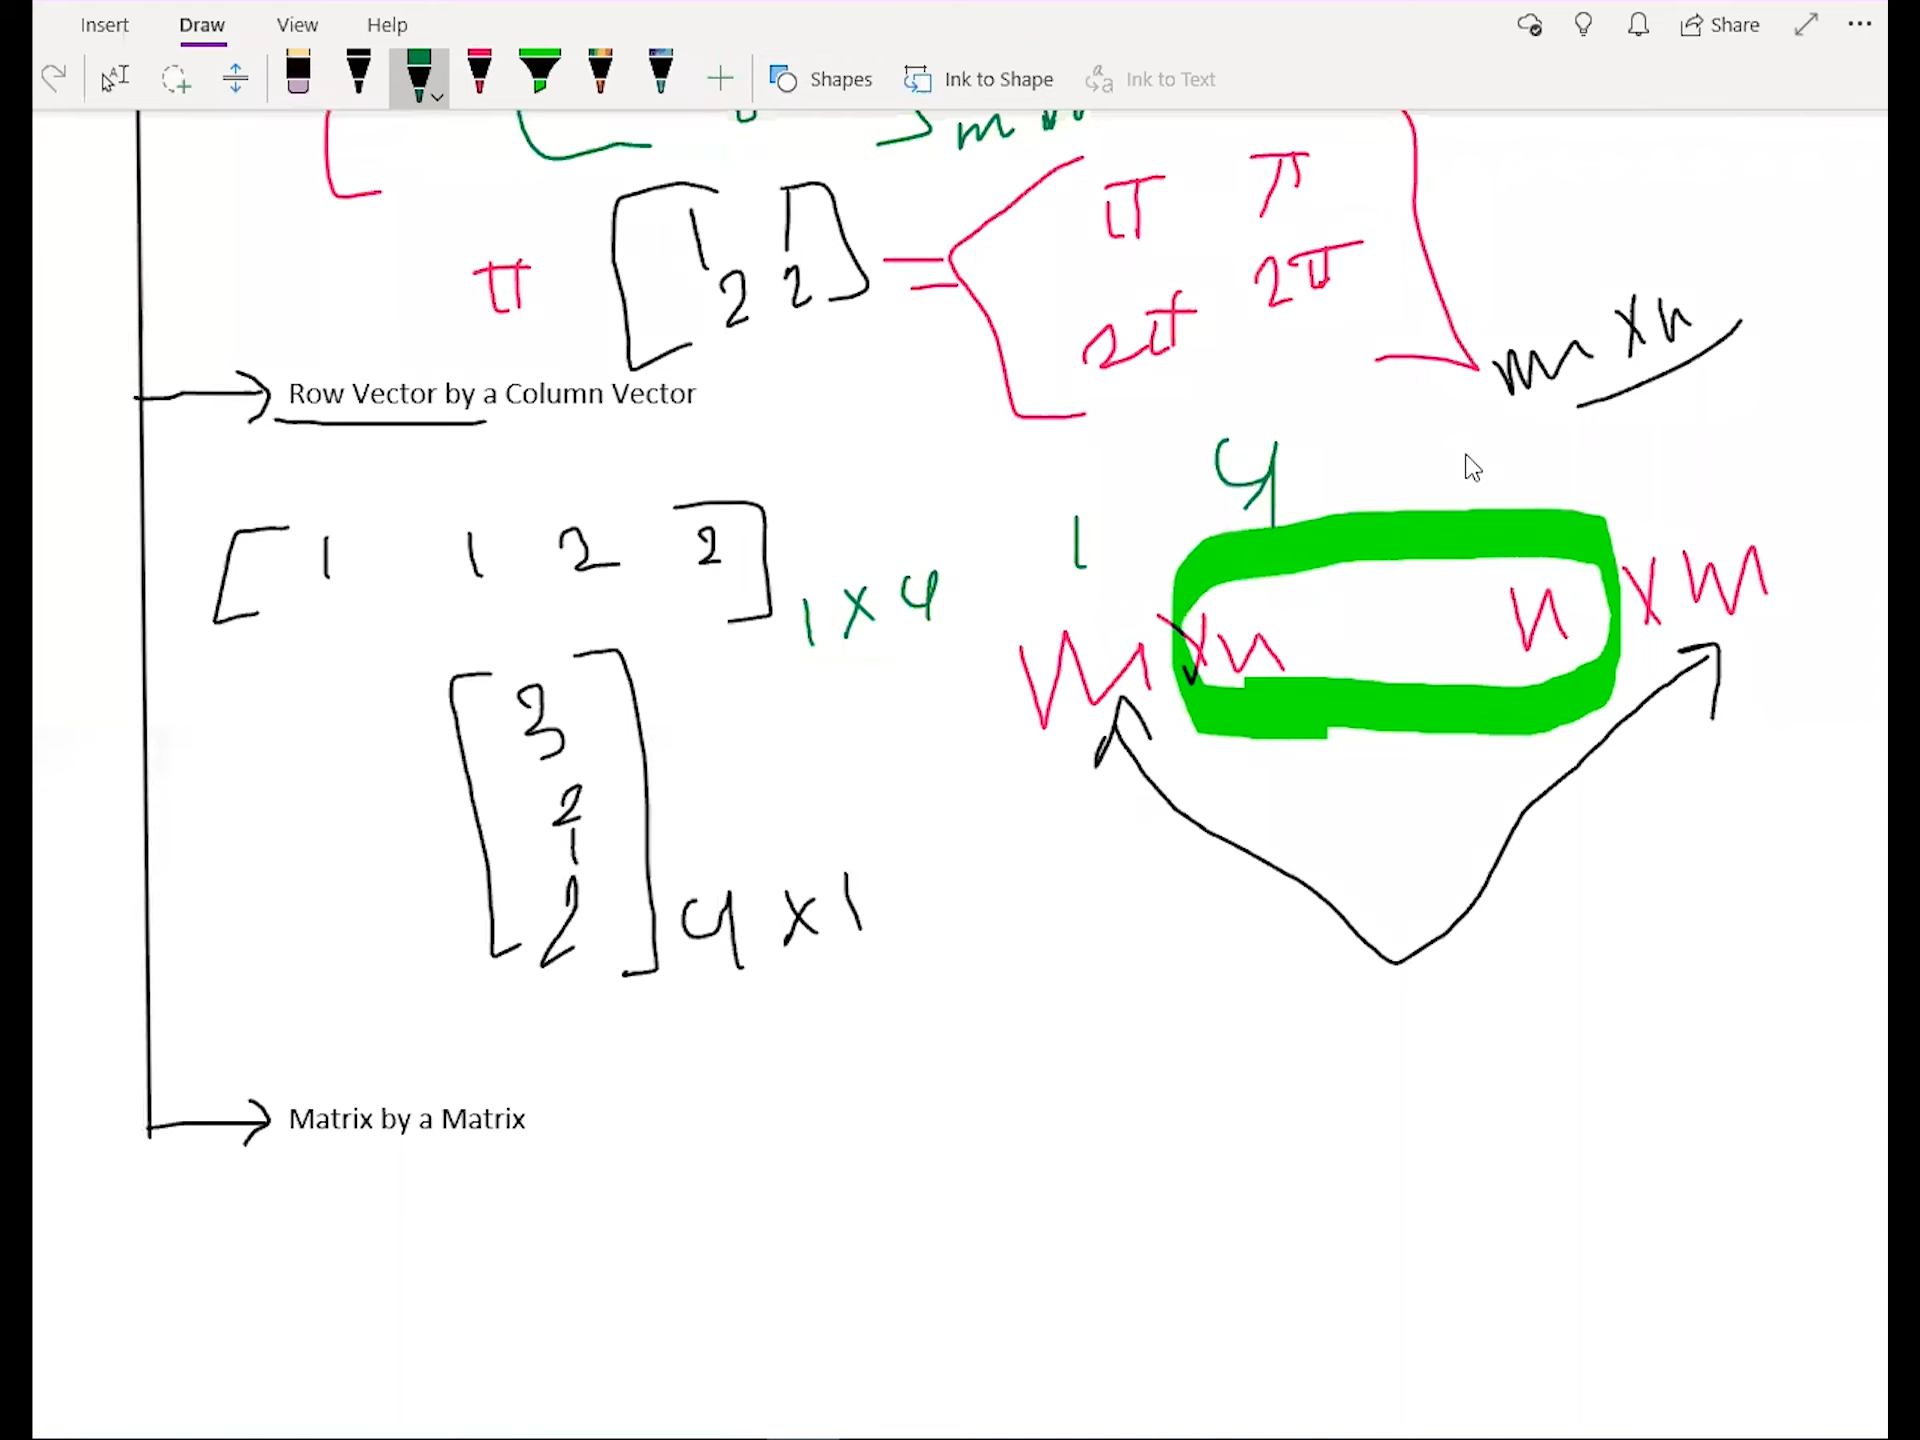 Insert Draw View Help Share
Shapes Ink to Shape Ink to Text
m n
π [ 1 1
2 2 ] = [ π π
2π 2π ] m x n
Row Vector by a Column Vector
4
[ 1 1 2 2 ] 1 x 4
1
m x n n x m
[ 3
2
1
2 ] 4 x 1
Matrix by a Matrix